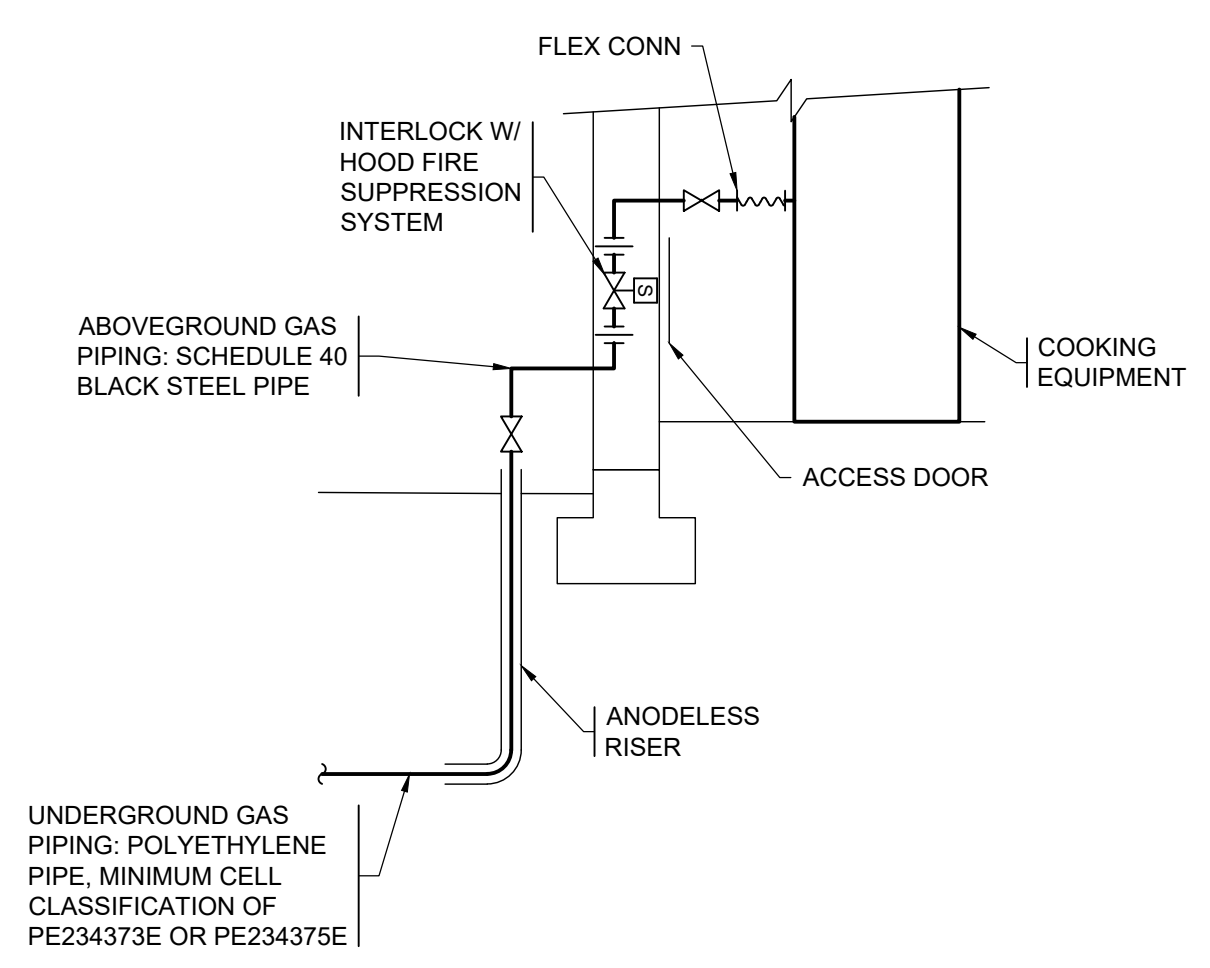 FLEX CONN
INTERLOCK W/
HOOD FIRE
SUPPRESSION
SYSTEM
S
ABOVEGROUND GAS
PIPING: SCHEDULE 40
BLACK STEEL PIPE
COOKING
EQUIPMENT
ACCESS DOOR
ANODELESS
RISER
UNDERGROUND GAS
PIPING: POLYETHYLENE
PIPE, MINIMUM CELL
CLASSIFICATION OF
PE234373E OR PE234375E